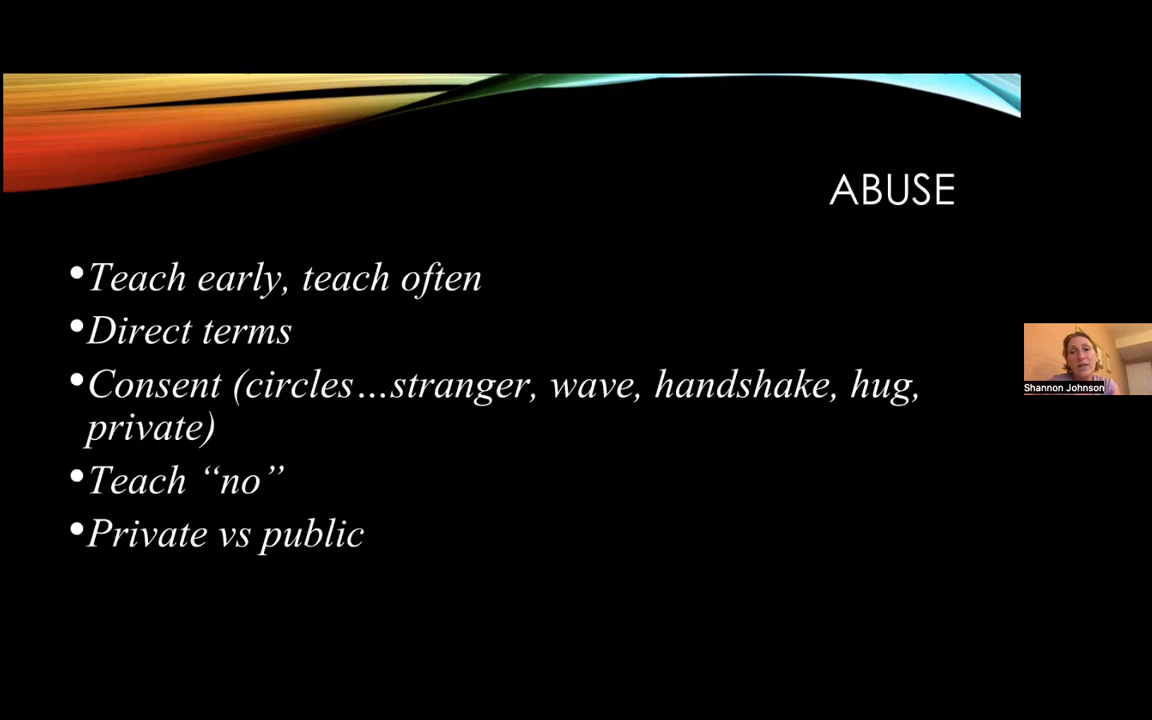 ABUSE
•Teach early, teach often
•Direct terms
•Consent (circles…stranger, wave, handshake, hug,
private)
•Teach “no”
•Private vs public
Shannon Johnson